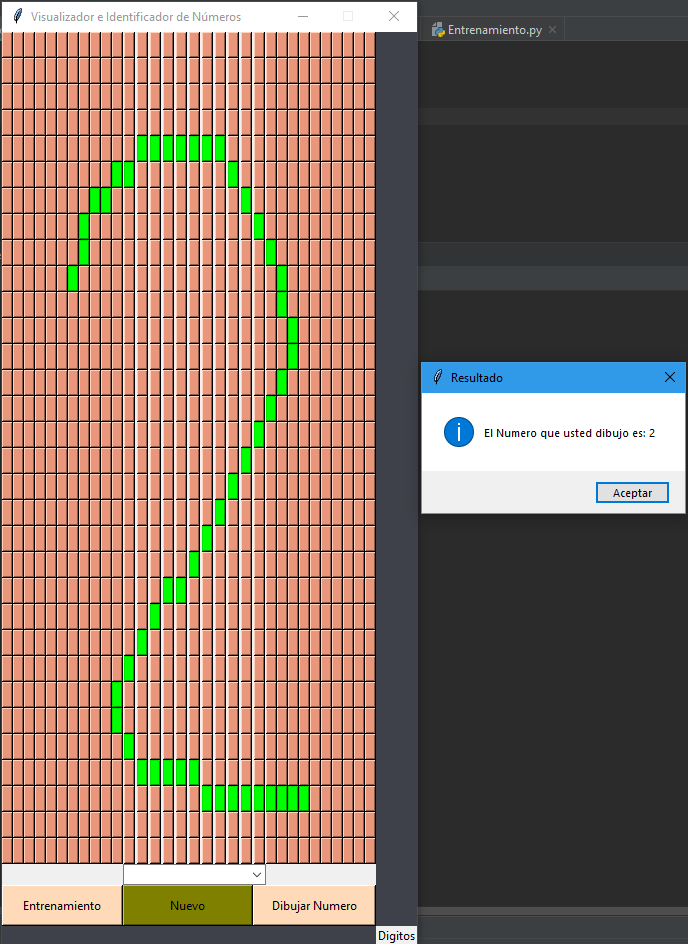 Visualizador e Identificador de Números
Entrenamiento.py
Resultado
El Numero que usted dibujo es: 2
Aceptar
Entrenamiento
Nuevo
Dibujar Numero
Digitos